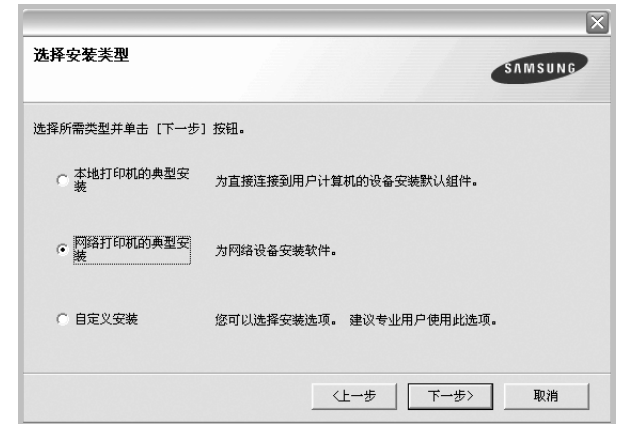 选择安装类型
SAMSUNG
选择所需类型并单击 [下一步] 按钮。
本地打印机的典型安
装
为直接连接到用户计算机的设备安装默认组件。
网络打印机的典型安
装
为网络设备安装软件。
自定义安装
您可以选择安装选项。 建议专业用户使用此选项。
<上一步
下一步>
取消